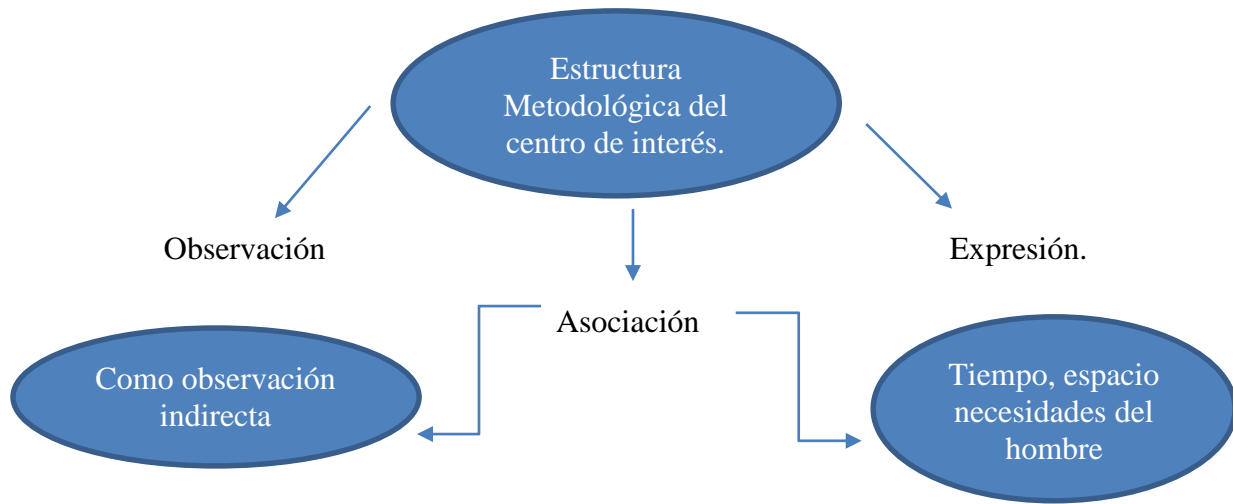 Estructura
Metodológica del
centro de interés.
Observación
Expresión.
Asociación
Como observación
indirecta
Tiempo, espacio
necesidades del
hombre